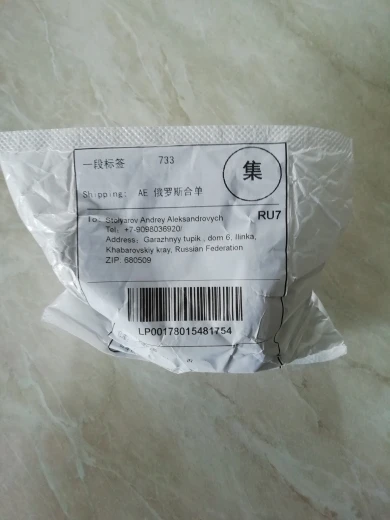 一段标签 733
集
Shipping: AE 俄罗斯合单
RU7
To: Stolyarov Andrey Aleksandrovych
Tel: +7-9098036920/
Address: Garazhnyy tupik , dom 6, Ilinka,
Khabarovskiy kray, Russian Federation
ZIP: 680509
LP00178015481754